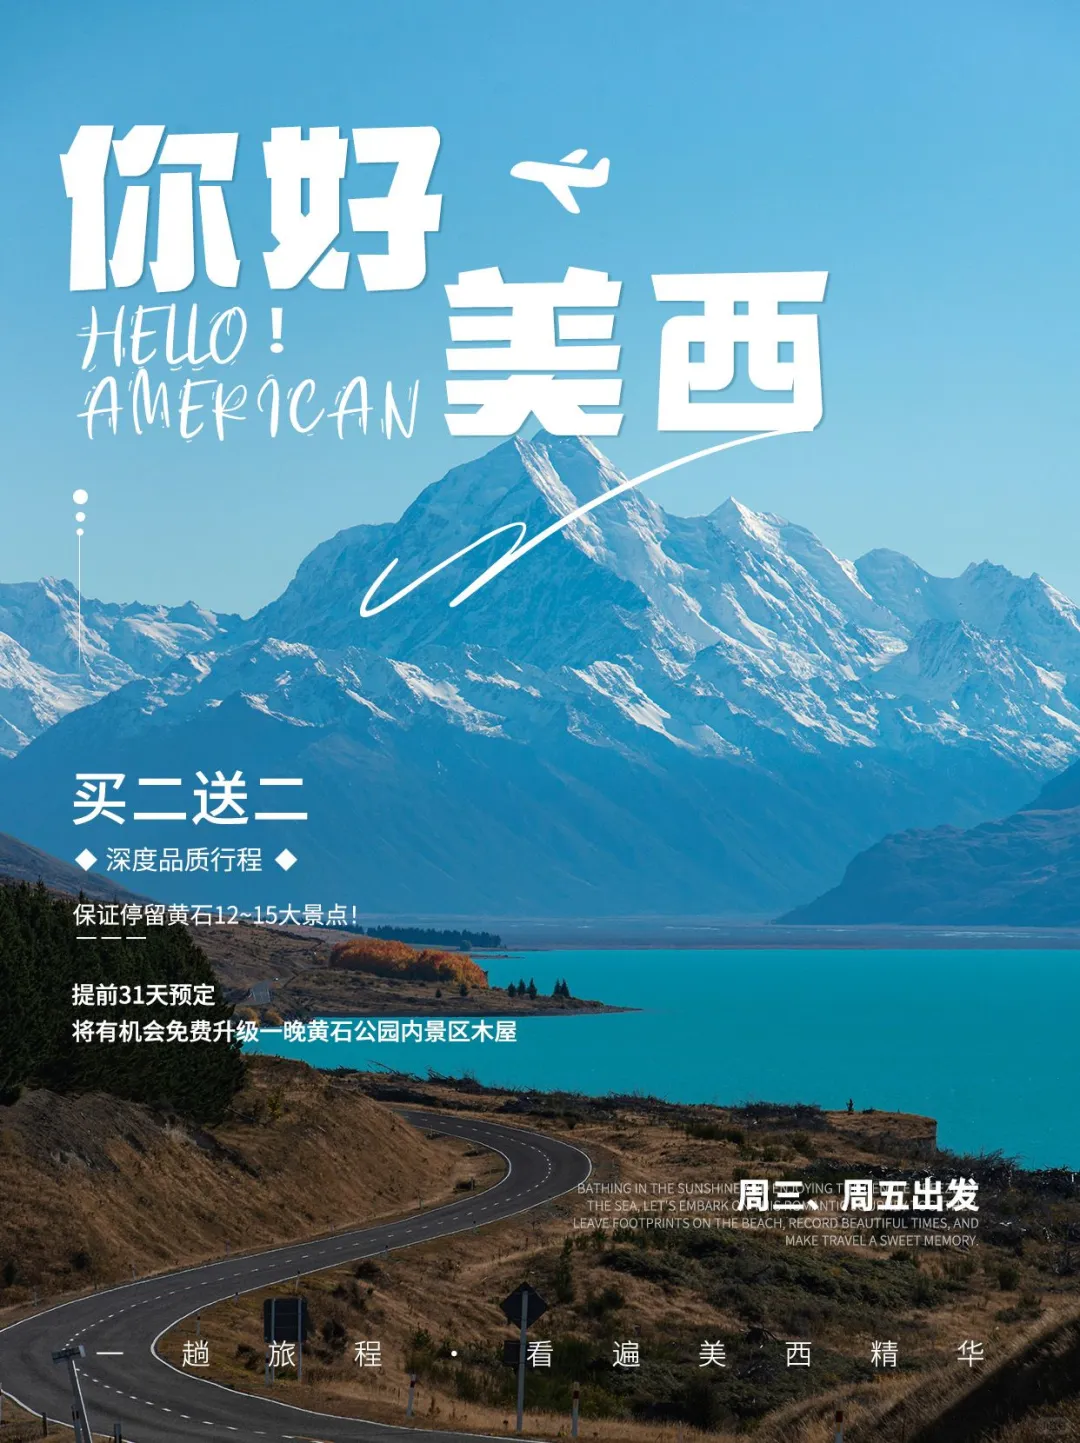 你好
美西
HELLO!
AMERICAN
买二送二
深度品质行程
保证停留黄石12~15大景点!
提前31天预定
将有机会免费升级一晚黄石公园内景区木屋
周三、周五出发
BATHING IN THE SUNSHINE ENJOYING
THE SEA, LET'S EMBARK
LEAVE FOOTPRINTS ON THE BEACH, RECORD BEAUTIFUL TIMES, AND
MAKE TRAVEL A SWEET MEMORY.
一趟旅程·看遍美西精华